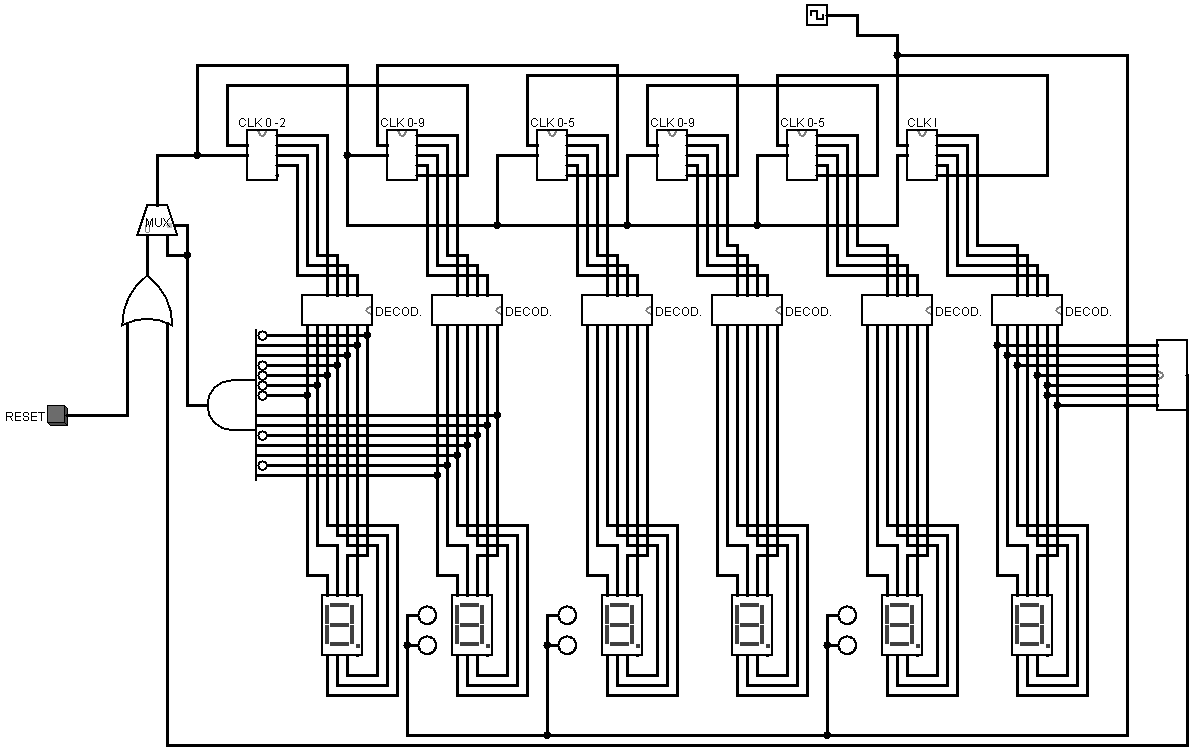 CLK 0-2
CLK 0-9
CLK 0-5
CLK 0-9
CLK 0-5
CLK I
MUX
DECOD.
DECOD.
DECOD.
DECOD.
DECOD.
DECOD.
RESET